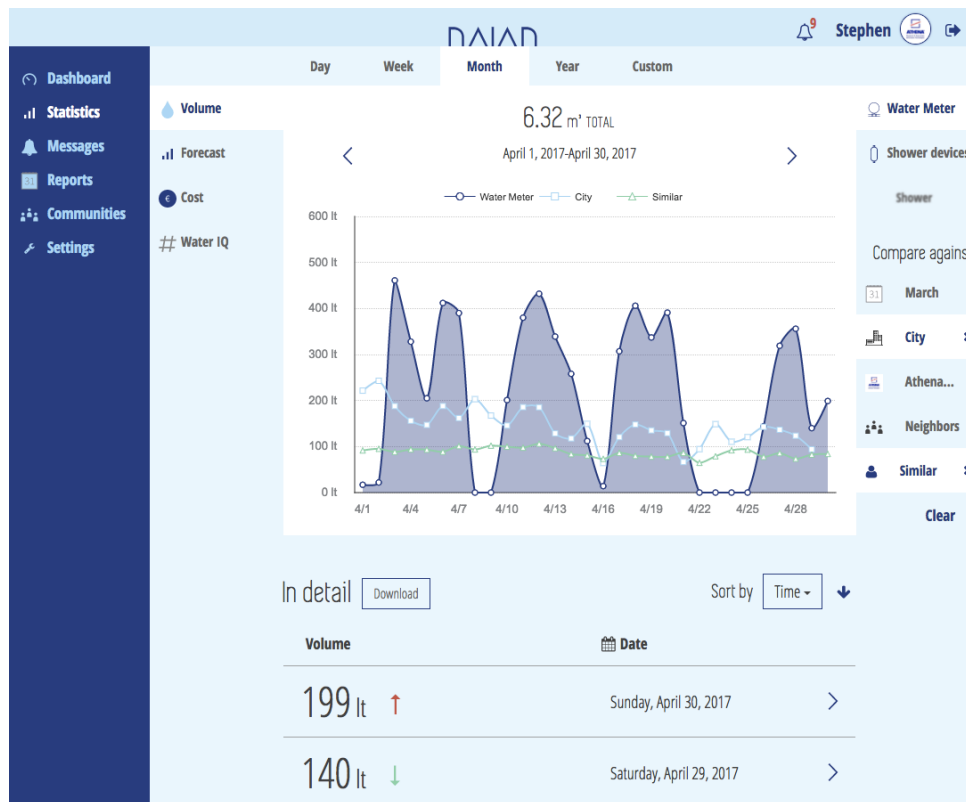 DAIAD
9
Stephen
Dashboard
Statistics
Messages
31 Reports
Communities
Settings
Day Week Month Year Custom
Volume
Forecast
€ Cost
# Water IQ
6.32 m³ TOTAL
April 1, 2017-April 30, 2017
Water Meter City Similar
600 lt
500 lt
400 lt
300 lt
200 lt
100 lt
0 lt
4/1 4/4 4/7 4/10 4/13 4/16 4/19 4/22 4/25 4/28
Water Meter
Shower devices
Shower
Compare agains
31 March
City
Athena...
Neighbors
Similar
Clear
In detail Download Sort by Time
Volume Date
199 lt Sunday, April 30, 2017
140 lt Saturday, April 29, 2017